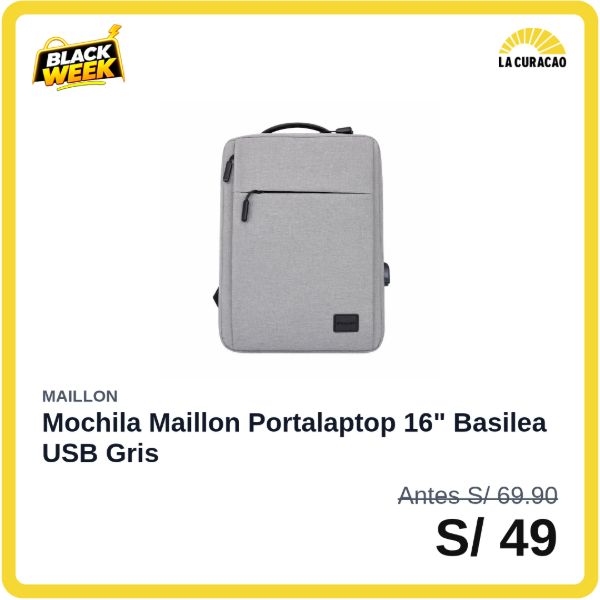 BLACK
WEEK
LA CURACAO
MAILLON
Mochila Maillon Portalaptop 16" Basilea
USB Gris
Antes S/ 69.90
S/ 49